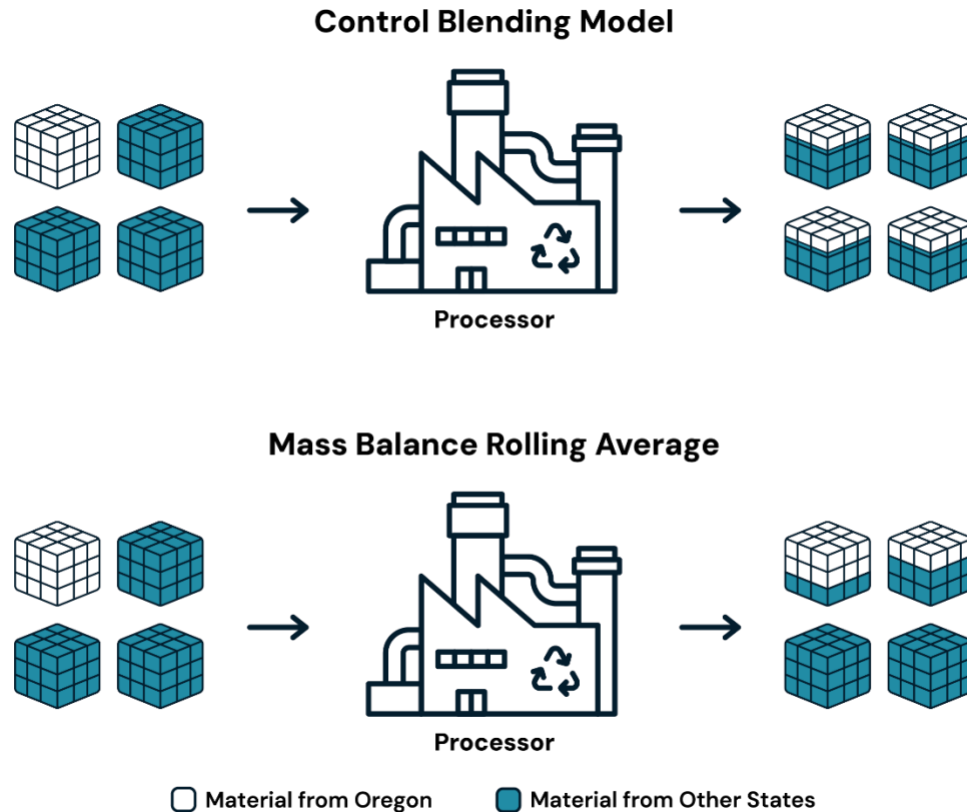 Control Blending Model
Processor
Mass Balance Rolling Average
Processor
Material from Oregon
Material from Other States